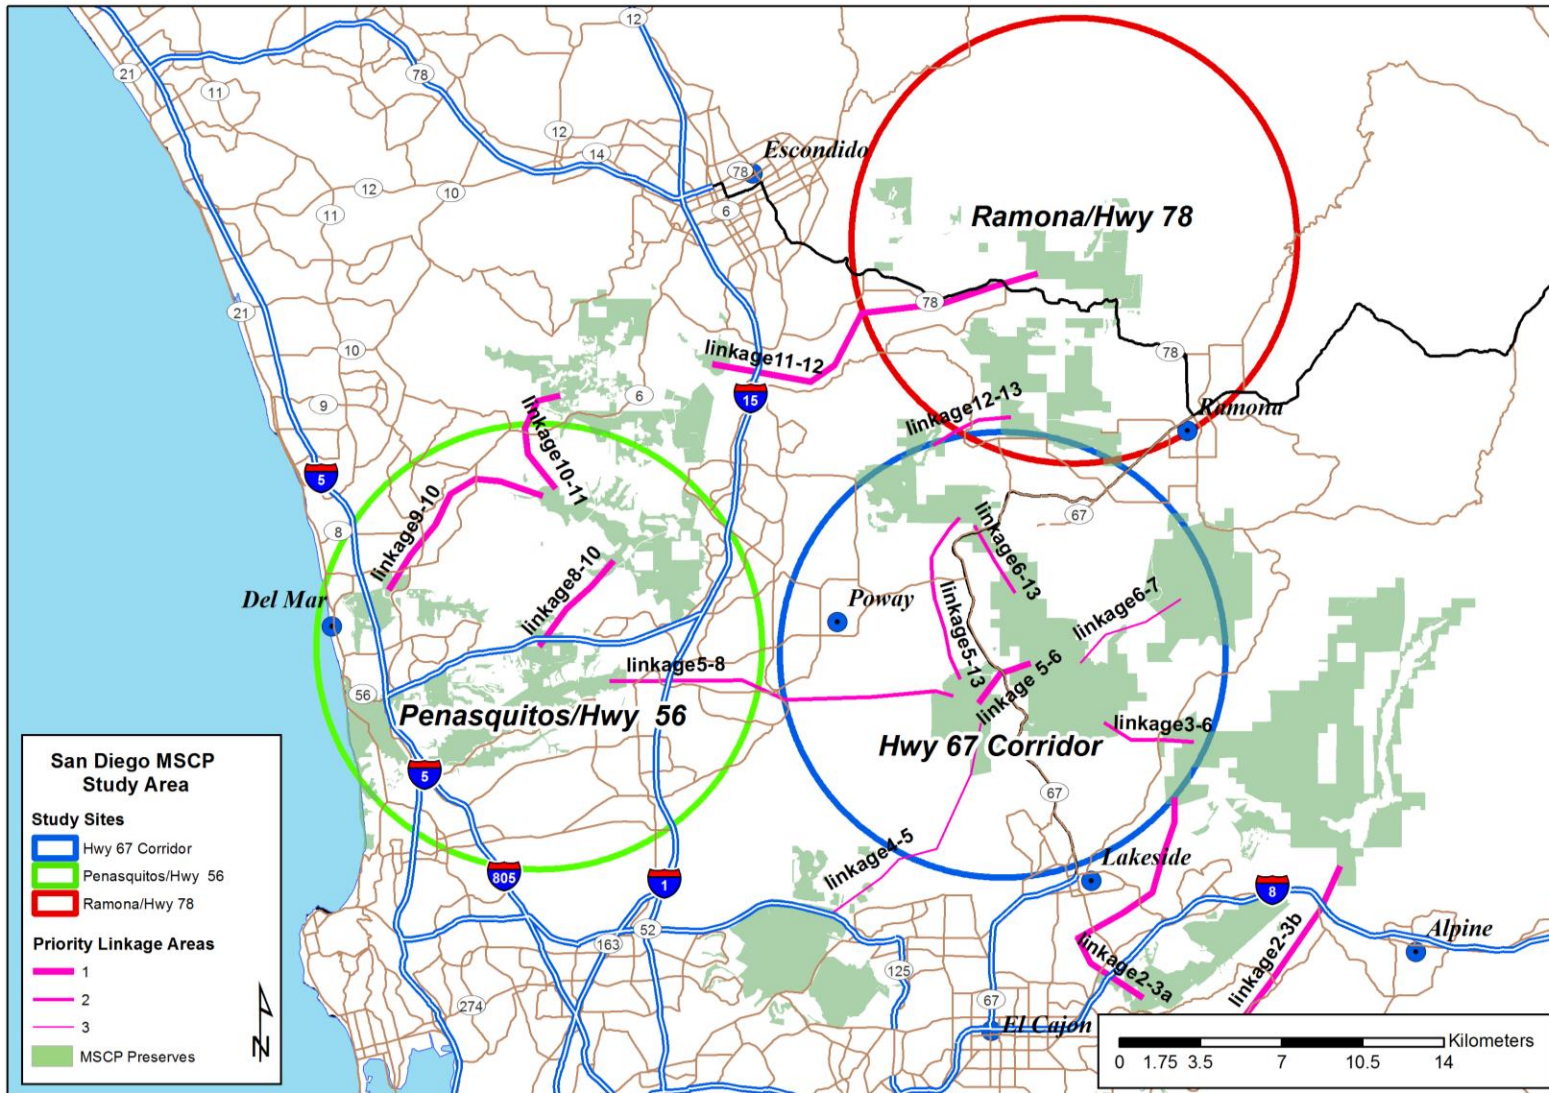 12
21
78
11
12
14
12
10
11
78
6
Escondido
Ramona/Hwy 78
21
78
10
78
linkage11-12
6
9
15
linkage12-13
Ramona
linkage10-11
5
linkage9-10
8
67
linkage6-13
linkage8-10
Del Mar
Poway
linkage5-13
linkage6-7
linkage5-8
linkage 5-6
56
Penasquitos/Hwy 56
linkage3-6
Hwy 67 Corridor
5
67
linkage4-5
Lakeside
805
1
8
52
163
125
linkage2-3a
linkage2-3b
Alpine
274
67
El Cajon
San Diego MSCP
Study Area
Study Sites
Hwy 67 Corridor
Penasquitos/Hwy 56
Ramona/Hwy 78
Priority Linkage Areas
1
2
3
MSCP Preserves
N
Kilometers
0 1.75 3.5 7 10.5 14